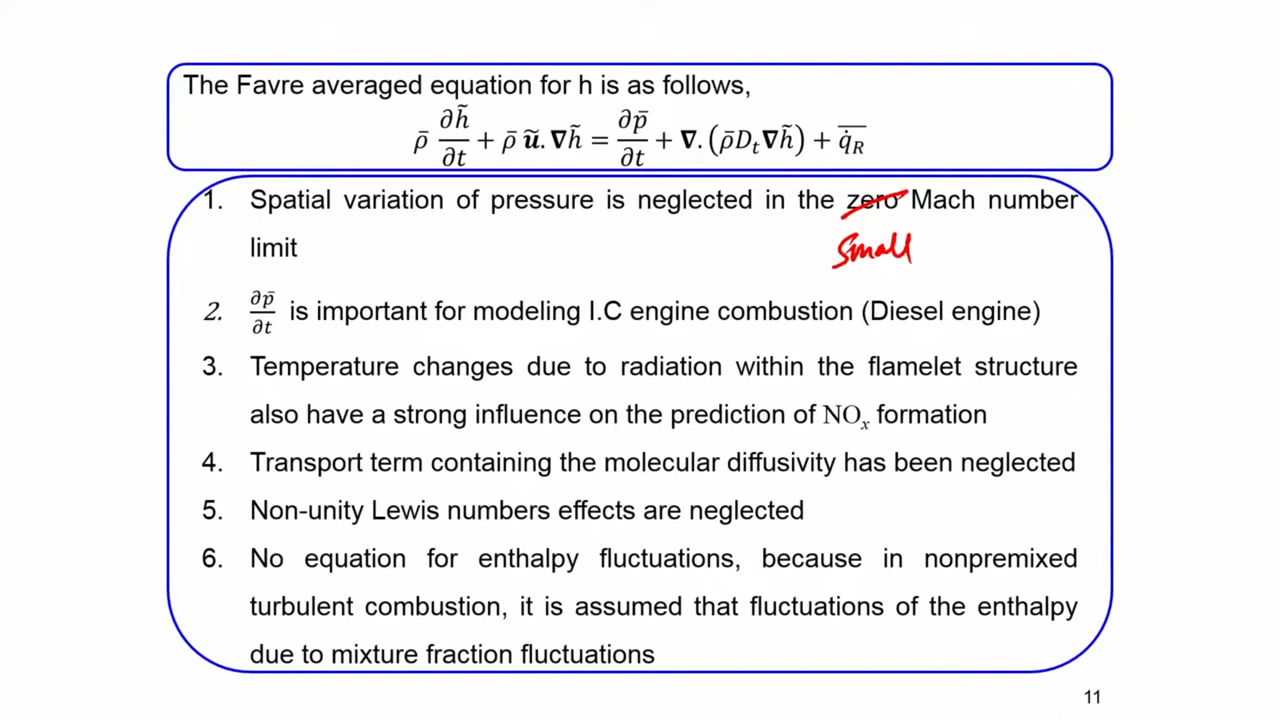 The Favre averaged equation for h is as follows,
ρ̄ ∂h̃/∂t + ρ̄ ũ.∇h̃ = ∂p̄/∂t + ∇.(ρ̄D_t∇h̃) + \overline{q̇_R}
1. Spatial variation of pressure is neglected in the zero Mach number
limit
small
2. ∂p̄/∂t is important for modeling I.C engine combustion (Diesel engine)
3. Temperature changes due to radiation within the flamelet structure
also have a strong influence on the prediction of NOₓ formation
4. Transport term containing the molecular diffusivity has been neglected
5. Non-unity Lewis numbers effects are neglected
6. No equation for enthalpy fluctuations, because in nonpremixed
turbulent combustion, it is assumed that fluctuations of the enthalpy
due to mixture fraction fluctuations
11